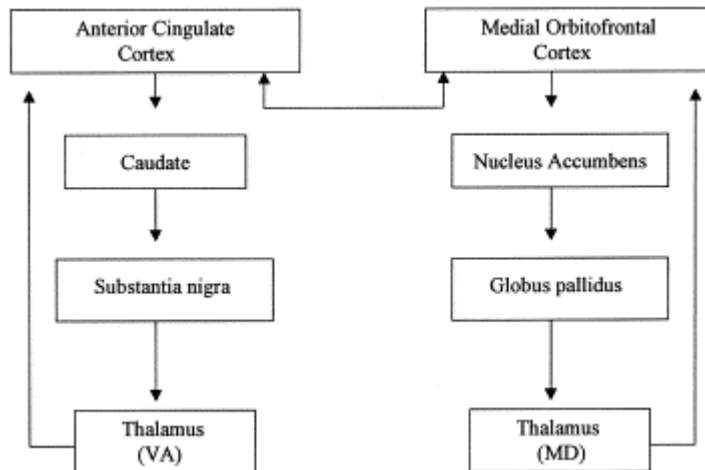 Anterior Cingulate
Cortex
Medial Orbitofrontal
Cortex
Caudate
Nucleus Accumbens
Substantia nigra
Globus pallidus
Thalamus
(VA)
Thalamus
(MD)